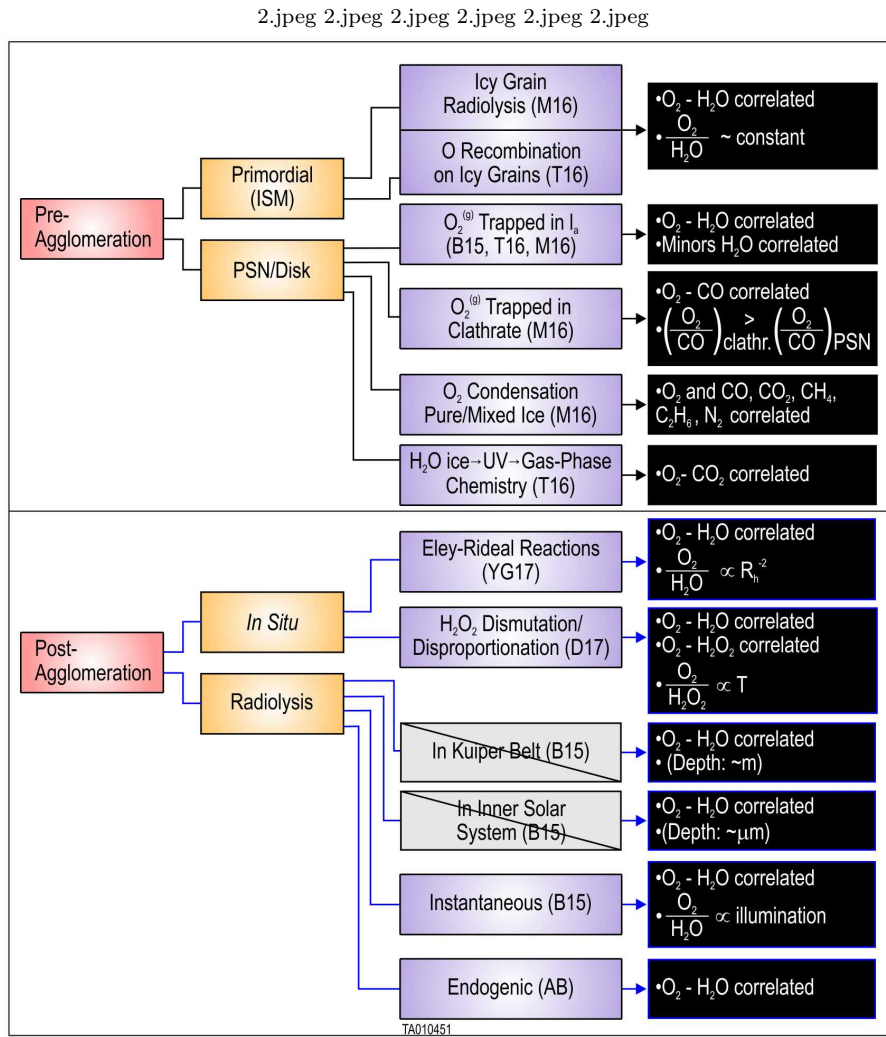 2.jpeg 2.jpeg 2.jpeg 2.jpeg 2.jpeg 2.jpeg
Pre-
Agglomeration
Primordial
(ISM)
PSN/Disk
Icy Grain
Radiolysis (M16)
O Recombination
on Icy Grains (T16)
•O₂ - H₂O correlated
• O₂/H₂O ~ constant
O₂⁽ᵍ⁾ Trapped in Iₐ
(B15, T16, M16)
•O₂ - H₂O correlated
•Minors H₂O correlated
O₂⁽ᵍ⁾ Trapped in
Clathrate (M16)
•O₂ - CO correlated
•(O₂/CO)clathr. > (O₂/CO)PSN
O₂ Condensation
Pure/Mixed Ice (M16)
•O₂ and CO, CO₂, CH₄,
C₂H₆, N₂ correlated
H₂O ice→UV→Gas-Phase
Chemistry (T16)
•O₂- CO₂ correlated
Post-
Agglomeration
In Situ
Radiolysis
Eley-Rideal Reactions
(YG17)
•O₂ - H₂O correlated
• O₂/H₂O ∝ Rₕ⁻²
H₂O₂ Dismutation/
Disproportionation (D17)
•O₂ - H₂O correlated
•O₂ - H₂O₂ correlated
• O₂/H₂O₂ ∝ T
In Kuiper Belt (B15)
•O₂ - H₂O correlated
• (Depth: ~m)
In Inner Solar
System (B15)
•O₂ - H₂O correlated
•(Depth: ~μm)
Instantaneous (B15)
•O₂ - H₂O correlated
• O₂/H₂O ∝ illumination
Endogenic (AB)
•O₂ - H₂O correlated
TA010451